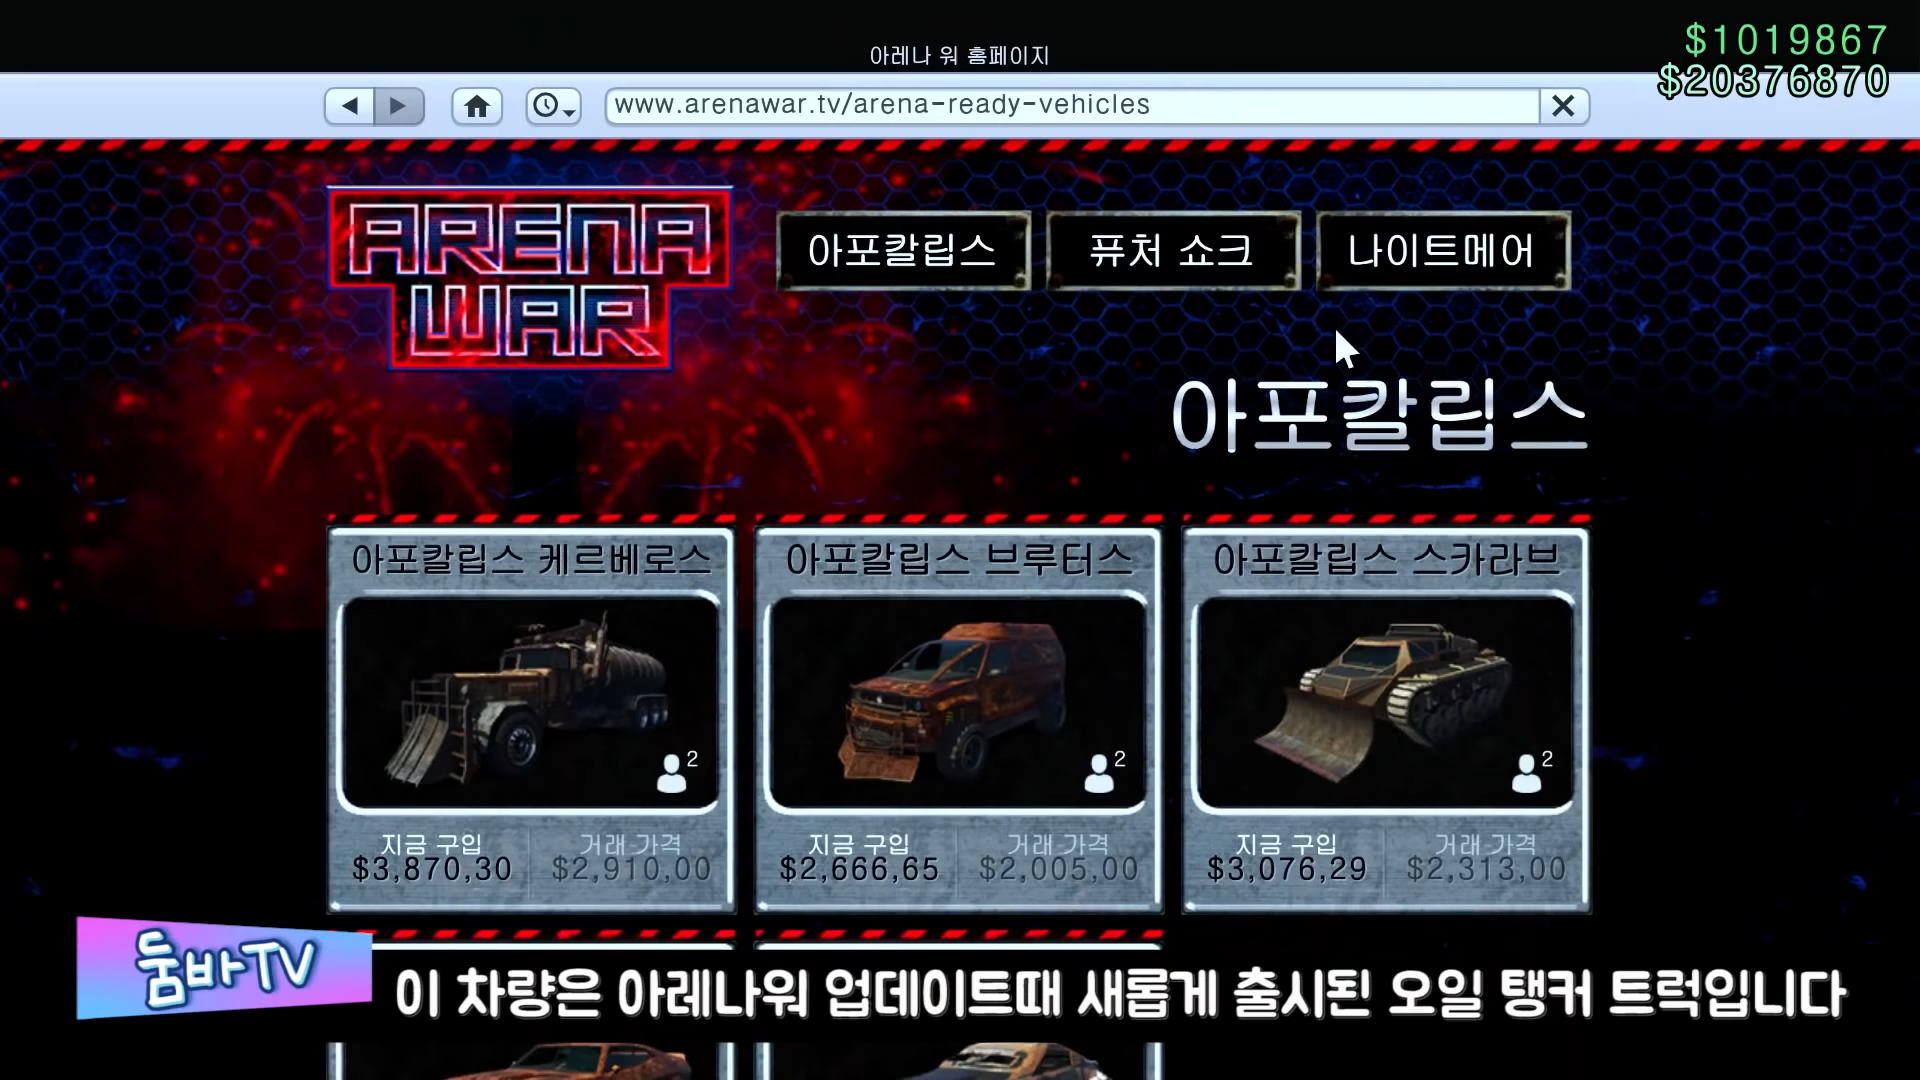 $1019867
아레나 워 홈페이지
$20376870
www.arenawar.tv/arena-ready-vehicles
ARENA
WAR
아포칼립스 퓨처 쇼크 나이트메어
아포칼립스
아포칼립스 케르베로스
2
지금 구입 거래 가격
$3,870,30 $2,910,00
아포칼립스 브루터스
2
지금 구입 거래 가격
$2,666,65 $2,005,00
아포칼립스 스카라브
2
지금 구입 거래 가격
$3,076,29 $2,313,00
둠바TV
이 차량은 아레나워 업데이트때 새롭게 출시된 오일 탱커 트럭입니다